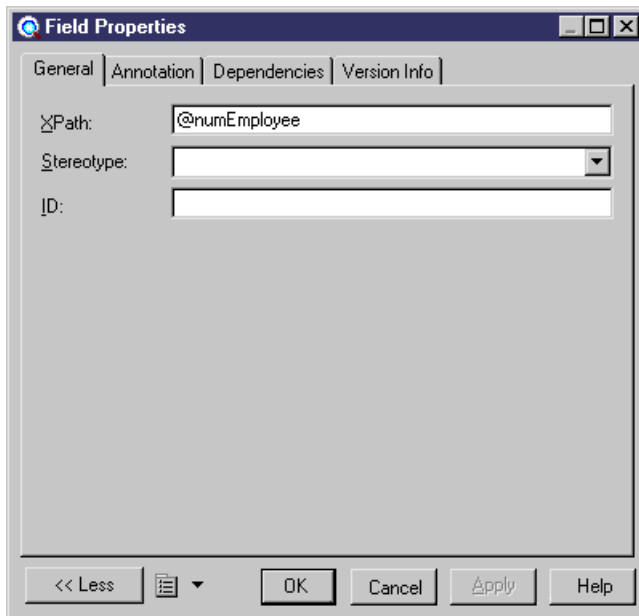 Field Properties
General Annotation Dependencies Version Info
XPath: @numEmployee
Stereotype:
ID:
<< Less OK Cancel Apply Help